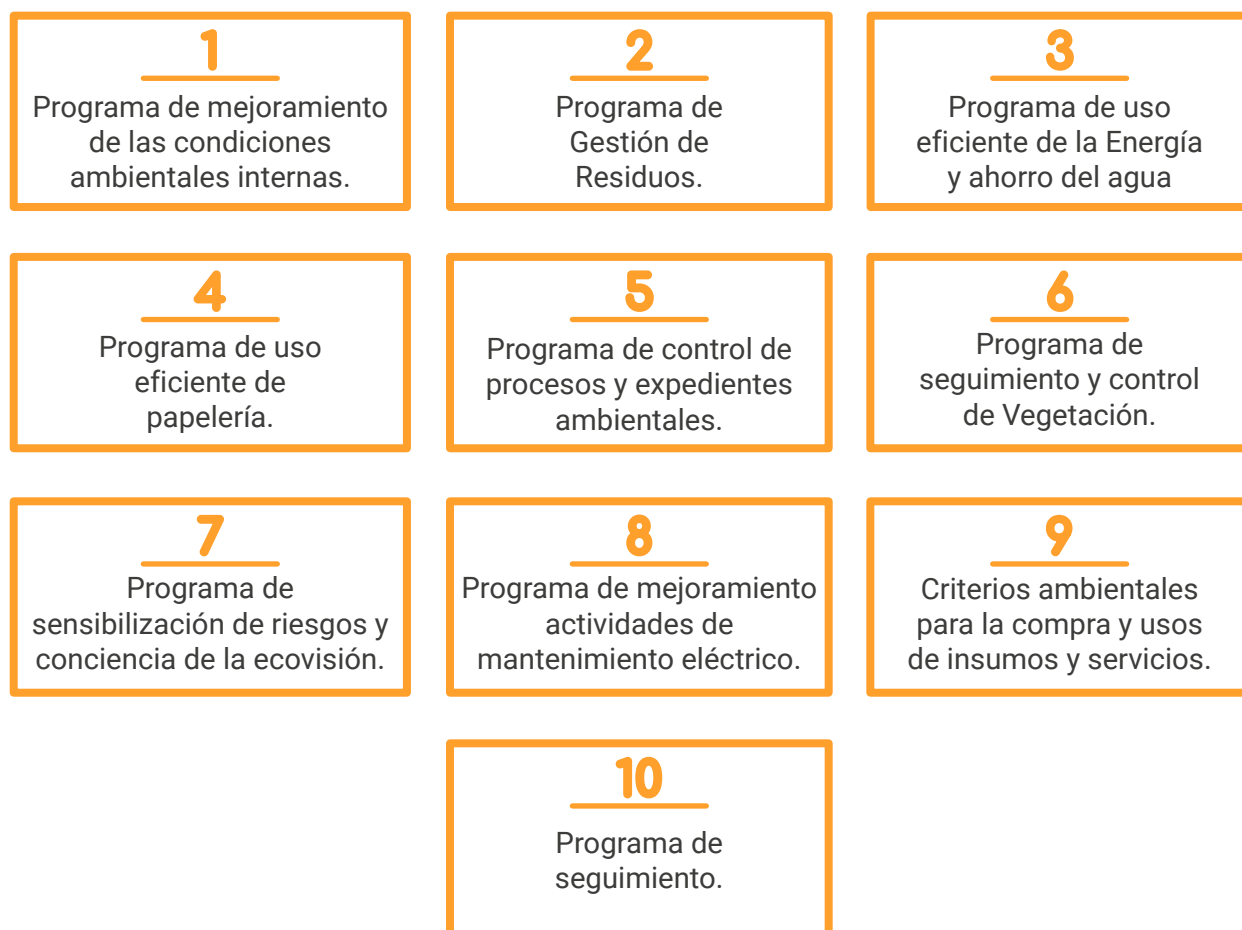 1
Programa de mejoramiento
de las condiciones
ambientales internas.
2
Programa de
Gestión de
Residuos.
3
Programa de uso
eficiente de la Energía
y ahorro del agua
4
Programa de uso
eficiente de
papelería.
5
Programa de control de
procesos y expedientes
ambientales.
6
Programa de
seguimiento y control
de Vegetación.
7
Programa de
sensibilización de riesgos y
conciencia de la ecovisión.
8
Programa de mejoramiento
actividades de
mantenimiento eléctrico.
9
Criterios ambientales
para la compra y usos
de insumos y servicios.
10
Programa de
seguimiento.